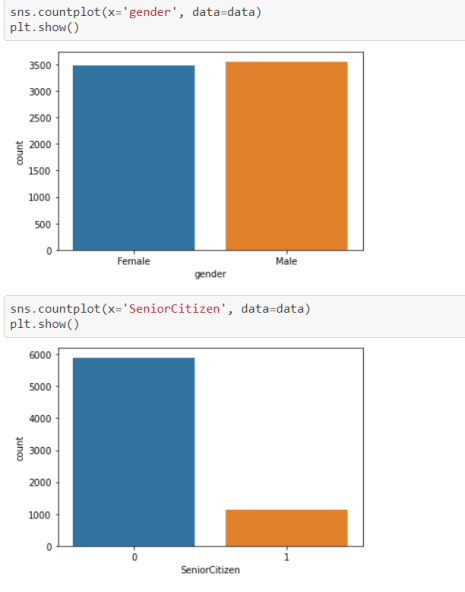 sns.countplot(x='gender', data=data)
plt.show()
3500
3000
2500
2000
1500
1000
500
0
count
Female Male
gender
sns.countplot(x='SeniorCitizen', data=data)
plt.show()
6000
5000
4000
3000
2000
1000
0
count
0 1
SeniorCitizen